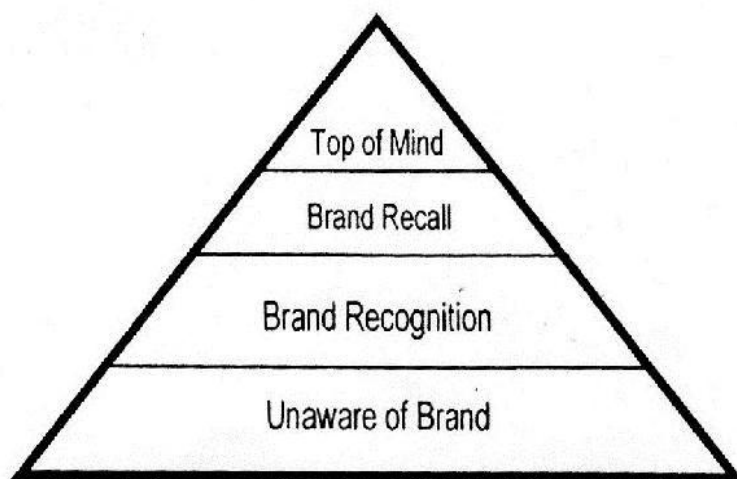 Top of Mind
Brand Recall
Brand Recognition
Unaware of Brand